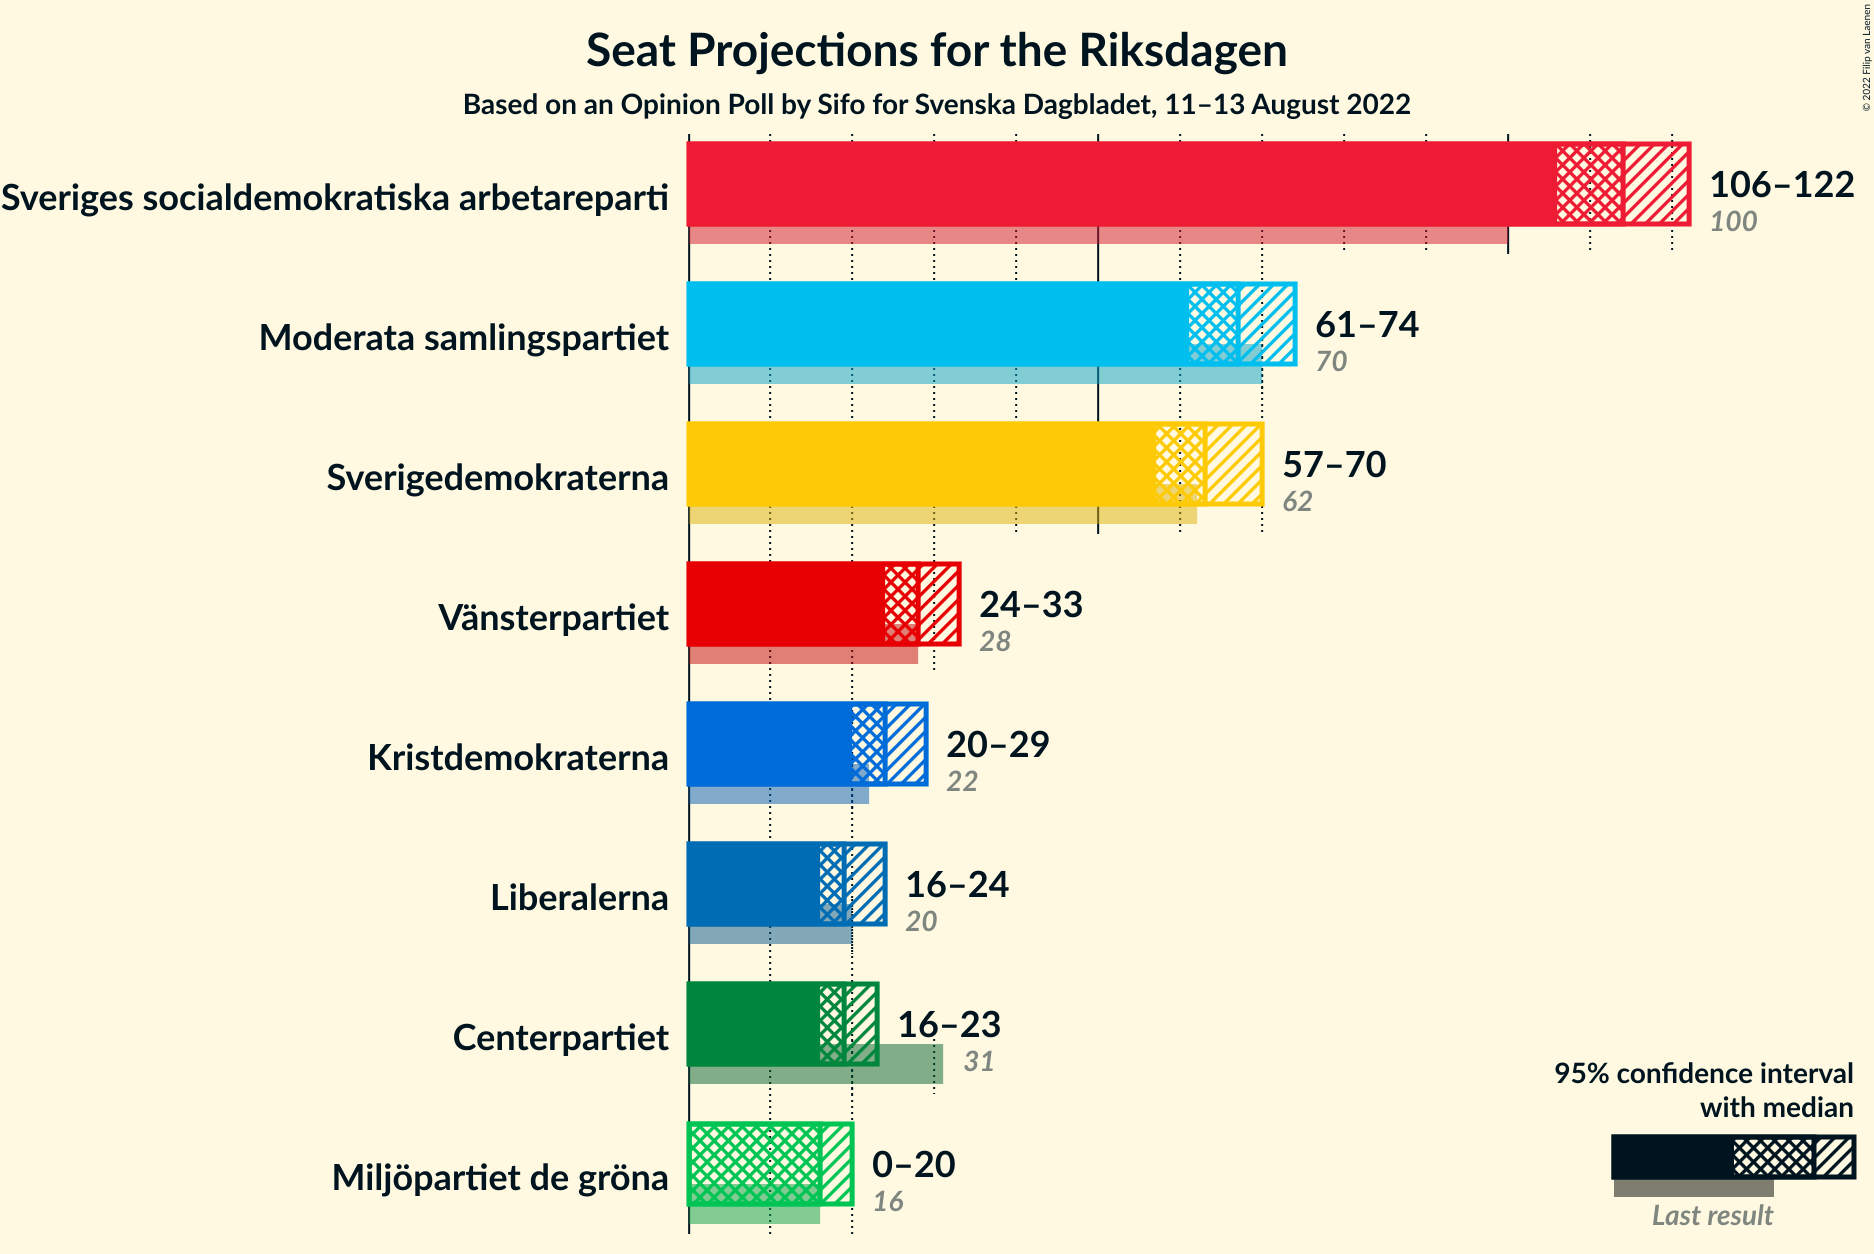 Seat Projections for the Riksdagen
Based on an Opinion Poll by Sifo for Svenska Dagbladet, 11–13 August 2022
© 2022 Filip van Laenen
Sveriges socialdemokratiska arbetareparti
106–122
100
Moderata samlingspartiet
61–74
70
Sverigedemokraterna
57–70
62
Vänsterpartiet
24–33
28
Kristdemokraterna
20–29
22
Liberalerna
16–24
20
Centerpartiet
16–23
31
Miljöpartiet de gröna
0–20
16
95% confidence interval
with median
Last result